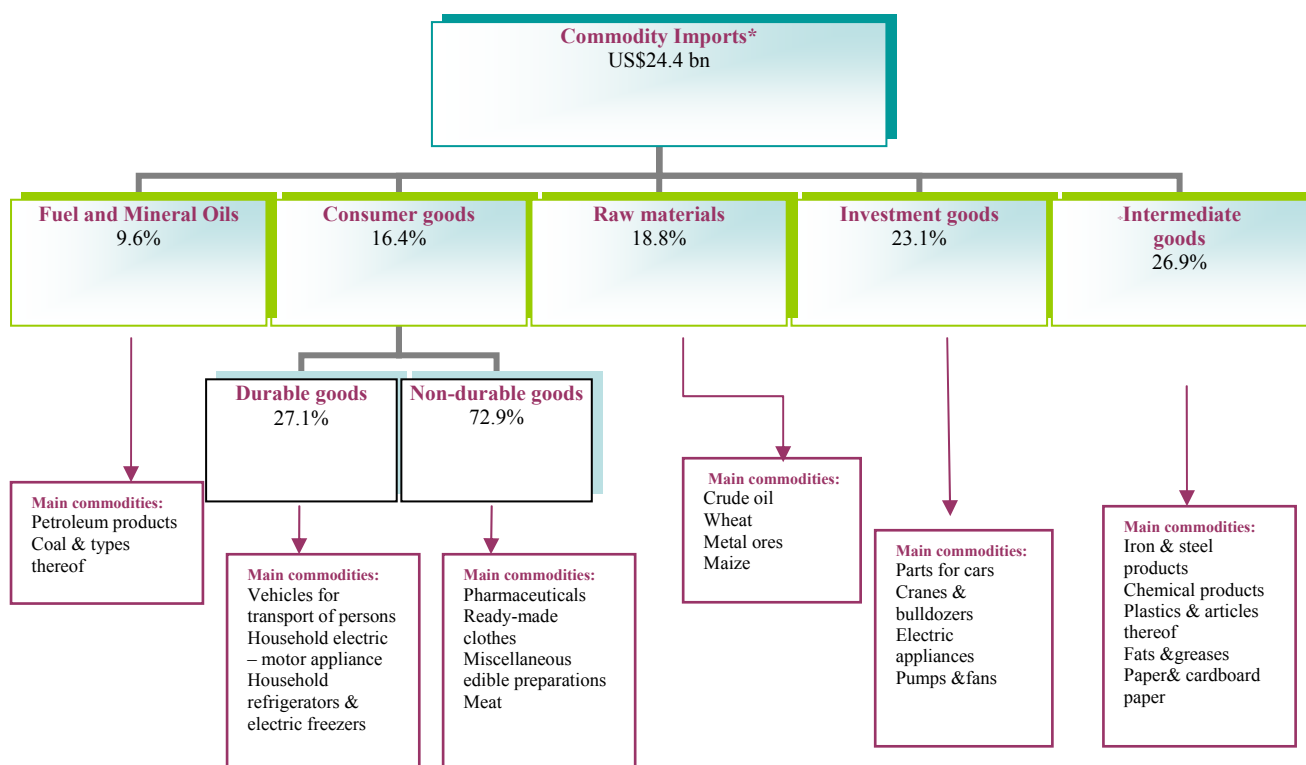 Commodity Imports*
US$24.4 bn
Fuel and Mineral Oils
9.6%
Consumer goods
16.4%
Raw materials
18.8%
Investment goods
23.1%
Intermediate
goods
26.9%
Durable goods
27.1%
Non-durable goods
72.9%
Main commodities:
Petroleum products
Coal & types
thereof
Main commodities:
Vehicles for
transport of persons
Household electric
– motor appliance
Household
refrigerators &
electric freezers
Main commodities:
Pharmaceuticals
Ready-made
clothes
Miscellaneous
edible preparations
Meat
Main commodities:
Crude oil
Wheat
Metal ores
Maize
Main commodities:
Parts for cars
Cranes &
bulldozers
Electric
appliances
Pumps &fans
Main commodities:
Iron & steel
products
Chemical products
Plastics & articles
thereof
Fats &greases
Paper& cardboard
paper